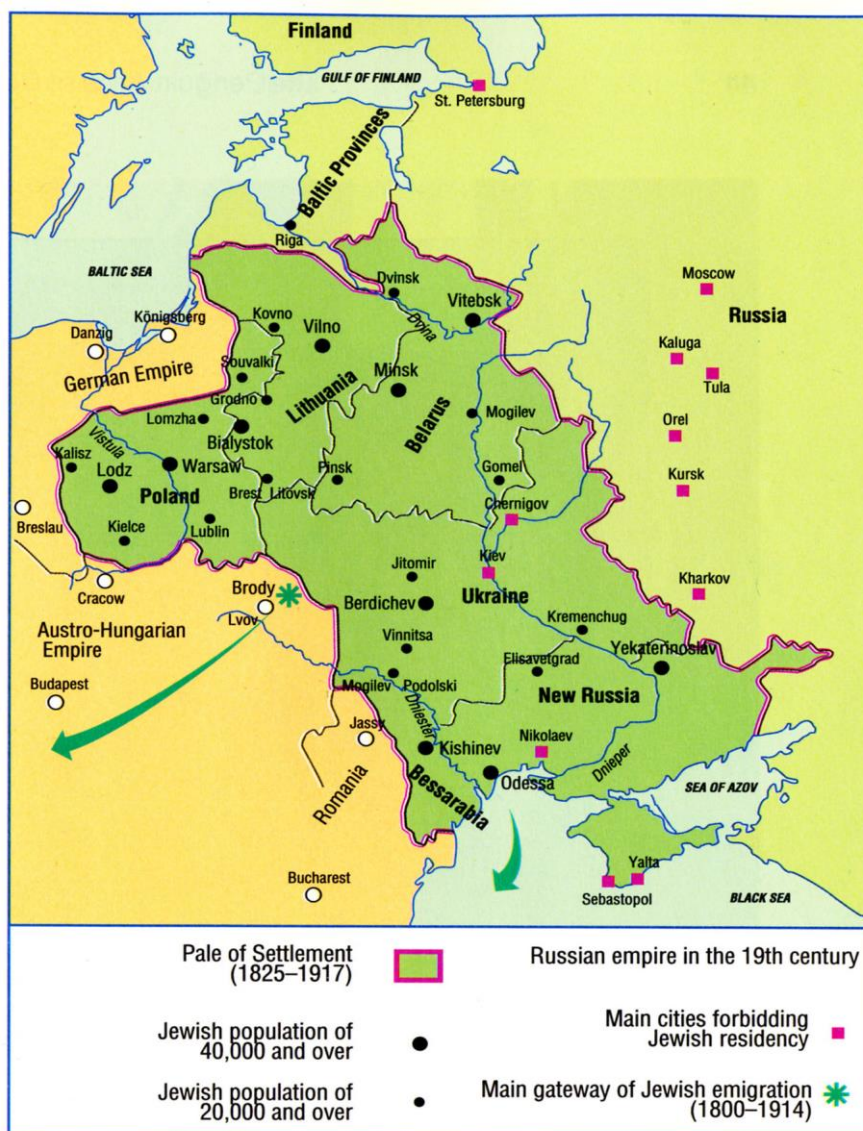 Finland
GULF OF FINLAND
St. Petersburg
Baltic Provinces
Riga
BALTIC SEA
Dvinsk
Moscow
Vitebsk
Russia
Königsberg
Kovno
Danzig
Vilno
Dvina
Kaluga
Tula
German Empire
Souvalki
Minsk
Grodno
Lithuania
Lomzha
Belarus
Mogilev
Orel
Bialystok
Vistula
Kalisz
Lodz
Warsaw
Pinsk
Gomel
Kursk
Poland
Brest Litovsk
Chernigov
Breslau
Kielce
Lublin
Jitomir
Kiev
Kharkov
Cracow
Brody
Ukraine
Berdichev
Lvov
Kremenchug
Austro-Hungarian
Empire
Vinnitsa
Yekaterinoslav
Elisavetgrad
Budapest
Mogilev Podolski
New Russia
Dniester
Jassy
Nikolaev
Kishinev
Dnieper
Romania
Bessarabia
Odessa
SEA OF AZOV
Yalta
Bucharest
Sebastopol
BLACK SEA
Pale of Settlement
(1825–1917)
Russian empire in the 19th century
Jewish population of
40,000 and over
Main cities forbidding
Jewish residency
Jewish population of
20,000 and over
Main gateway of Jewish emigration
(1800–1914)